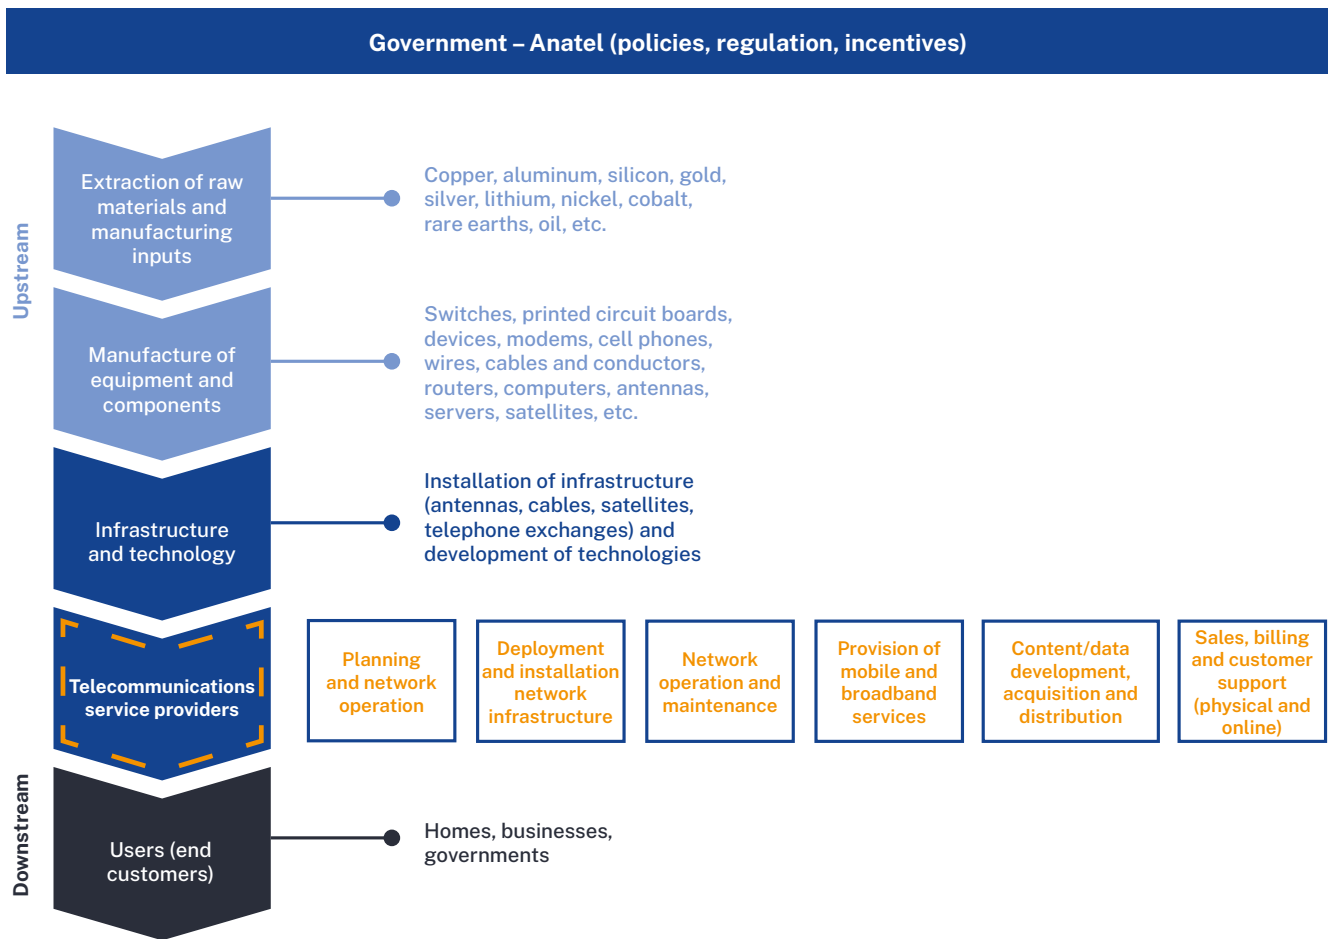 Government – Anatel (policies, regulation, incentives)
Upstream
Extraction of raw
materials and
manufacturing
inputs
Copper, aluminum, silicon, gold,
silver, lithium, nickel, cobalt,
rare earths, oil, etc.
Manufacture of
equipment and
components
Switches, printed circuit boards,
devices, modems, cell phones,
wires, cables and conductors,
routers, computers, antennas,
servers, satellites, etc.
Infrastructure
and technology
Installation of infrastructure
(antennas, cables, satellites,
telephone exchanges) and
development of technologies
Telecommunications
service providers
Planning
and network
operation
Deployment
and installation
network
infrastructure
Network
operation and
maintenance
Provision of
mobile and
broadband
services
Content/data
development,
acquisition and
distribution
Sales, billing
and customer
support
(physical and
online)
Downstream
Users (end
customers)
Homes, businesses,
governments